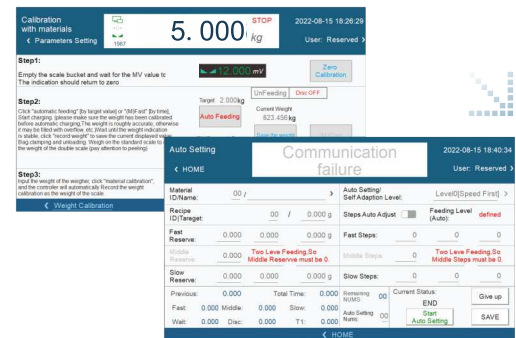 Calibration
with materials
‹ Parameters Setting
1987
5. 000 kg
STOP
2022-08-15 18:26:29
User: Reserved ›
Step1:
Empty the scale bucket and wait for the MV value to
The indication should return to zero
12.000 mV
Zero
Calibration
UnFeeding Disc OFF
Step2:
Click "automatic feeding" [by target value] or "(M)Fast" [by time],
Start charging. (please make sure the weight has been calibrated
before automatic charging,The weight is roughly accurate, otherwise
it may be filled with overflow, etc.)Wait until the weight indication
is stable, click "record weight" to save the current displayed value
Bag clamping and unloading. Weigh on the standard scale to
the weight of the double scale (pay attention to peeling)
Target 2.000kg
Auto Feeding
Current Weight
823.456 kg
Save the weight
Step3:
Input the weight of the weigher, click "material calibration",
and the controller will automatically Record the weight
calibration as the weight of the scale.
‹ Weight Calibration
Auto Setting
‹ HOME
Communication
failure
2022-08-15 18:40:34
User: Reserved ›
Material
ID/Name: 00 / ›
Auto Setting/
Self Adaption Level: Level0[Speed First] ›
Recipe
ID|Tareget: 00 / 0.000 g
Steps Auto Adjust
Feeding Level
(Auto): defined
Fast
Reserve: 0.000 0.000 0.000 g
Fast Steps: 0 0 0
Middle
Reserve: 0.000
Two Leve Feeding,So
Middle Reserve must be 0.
Middle Steps: 0
Two Leve Feeding,So
Middle Steps must be 0.
Slow
Reserve: 0.000 0.000 0.000 g
Slow Steps: 0 0 0
Previous: 0.000 Total Time: 0.000
Fast: 0.000 Middle: 0.000 Slow: 0.000
Wait: 0.000 Disc: 0.000 T1: 0.000
Remaining
NUMS: 00
Auto Setting
Nums: 00
Current Status:
END
Start
Auto Setting
Give up
SAVE
‹ HOME